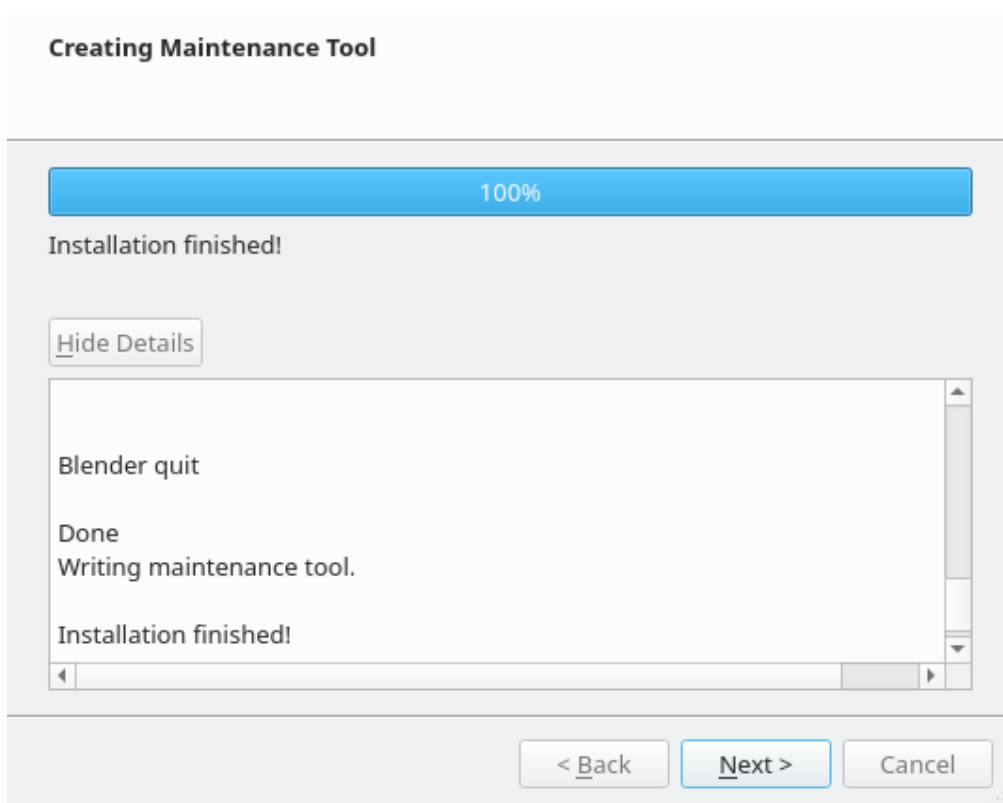 Creating Maintenance Tool
100%
Installation finished!
Hide Details
Blender quit
Done
Writing maintenance tool.
Installation finished!
< Back
Next >
Cancel